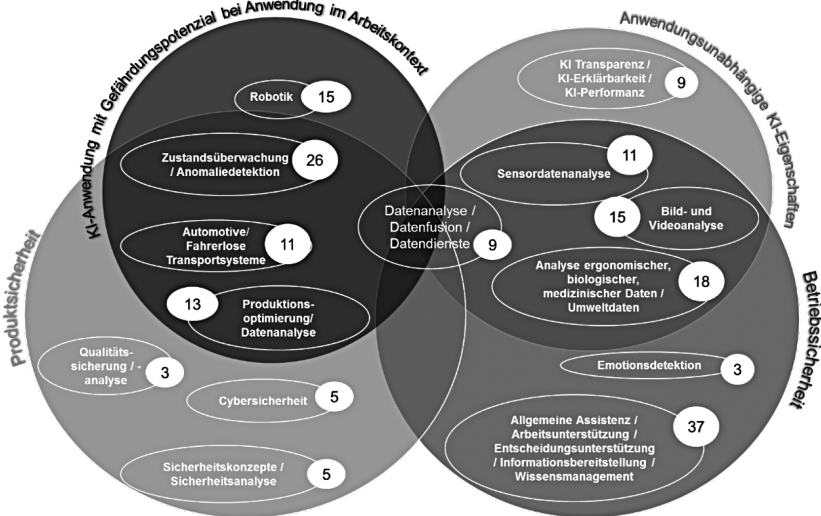 KI-Anwendung mit Gefährdungspotenzial bei Anwendung im Arbeitskontext
Anwendungsunabhängige KI-Eigenschaften
Produktsicherheit
Betriebssicherheit
Robotik
15
Zustandsüberwachung
/ Anomaliedetektion
26
Automotive/
Fahrerlose
Transportsysteme
11
13
Produktions-
optimierung/
Datenanalyse
Qualitäts-
sicherung / -
analyse
3
Cybersicherheit
5
Sicherheitskonzepte /
Sicherheitsanalyse
5
Datenanalyse /
Datenfusion /
Datendienste
9
KI Transparenz /
KI-Erklärbarkeit /
KI-Performanz
9
Sensordatenanalyse
11
15
Bild- und
Videoanalyse
Analyse ergonomischer,
biologischer,
medizinischer Daten /
Umweltdaten
18
Emotionsdetektion
3
Allgemeine Assistenz /
Arbeitsunterstützung /
Entscheidungsunterstützung
/ Informationsbereitstellung /
Wissensmanagement
37